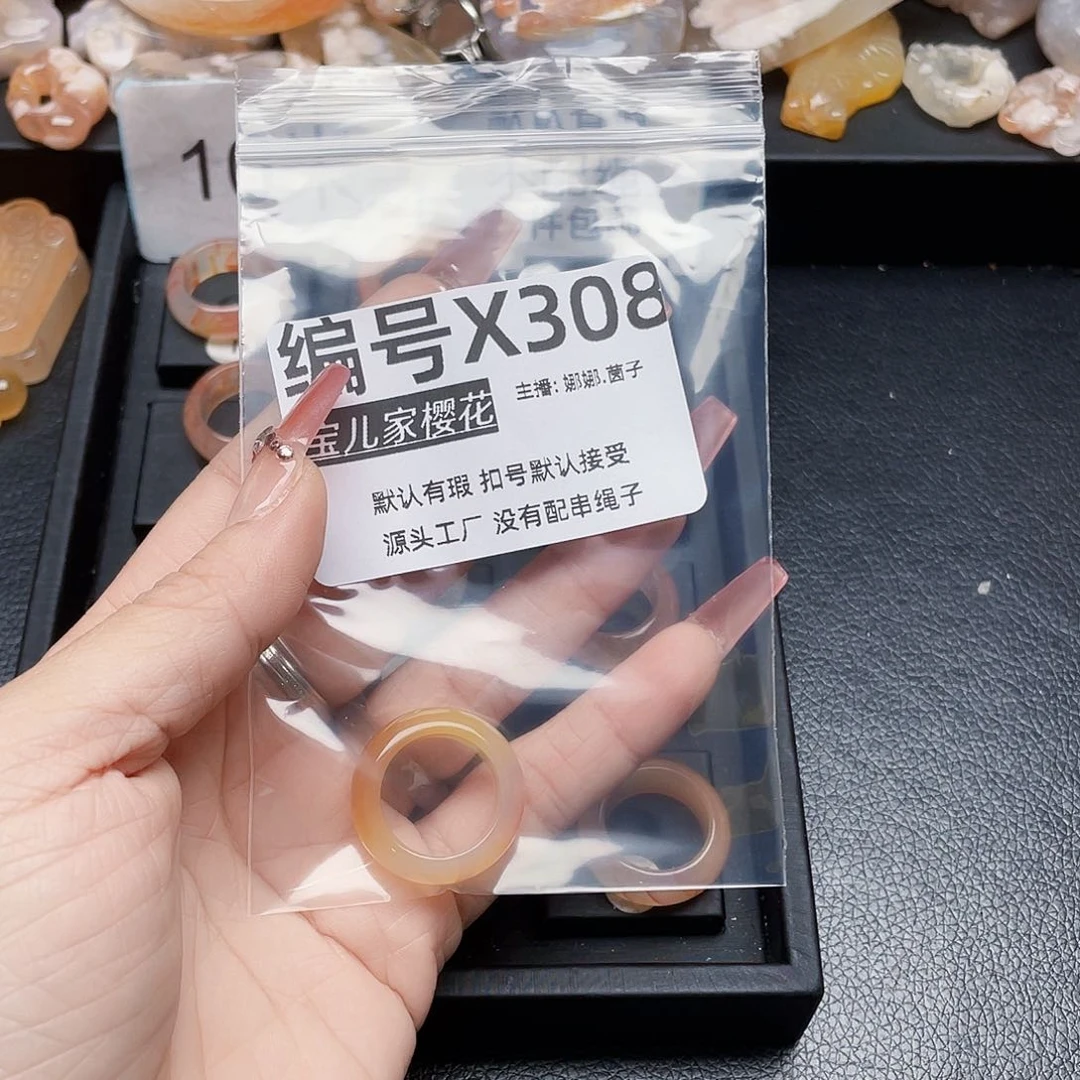 编号X308
主播: 娜娜.菌子
宝儿家樱花
默认有瑕 扣号默认接受
源头工厂 没有配串绳子